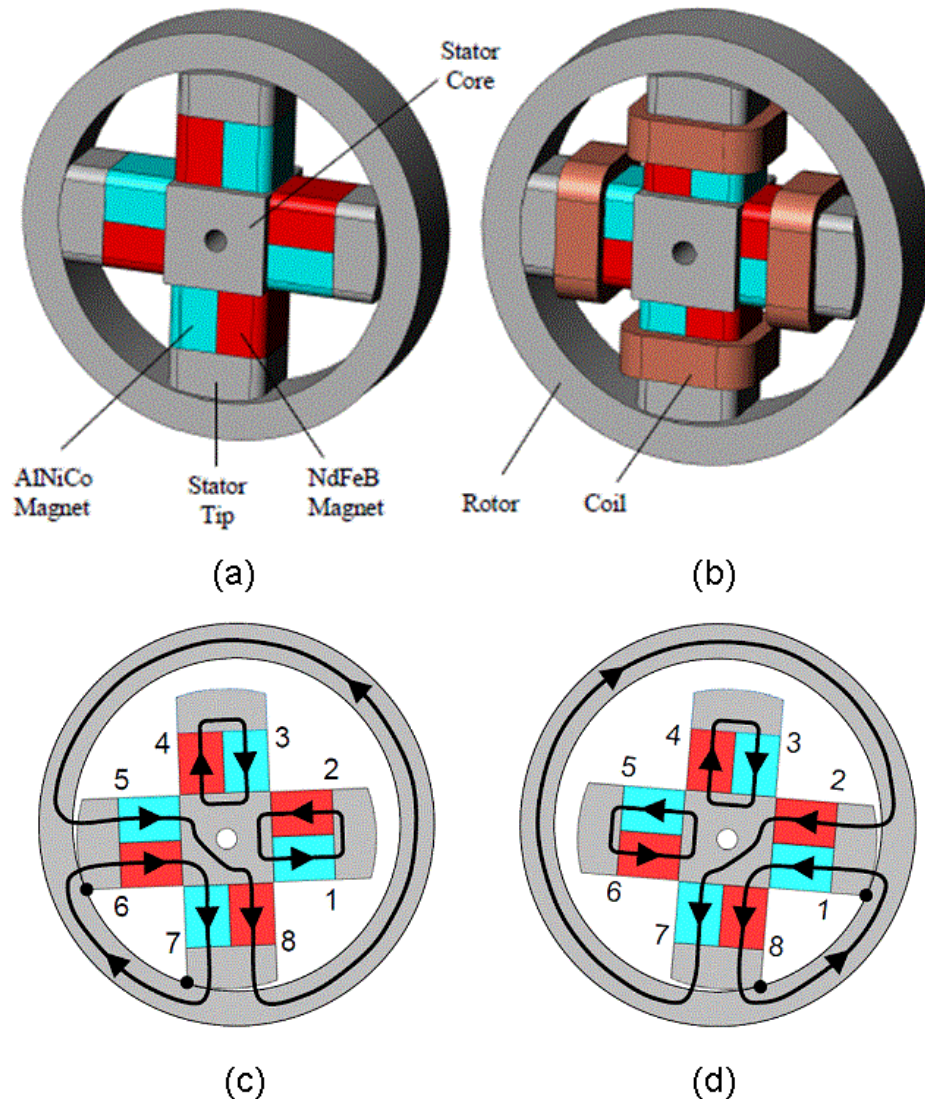 Stator
Core
AlNiCo
Magnet
Stator
Tip
NdFeB
Magnet
Rotor
Coil
(a)
(b)
4
3
5
2
6
1
7
8
4
3
5
2
6
1
7
8
(c)
(d)